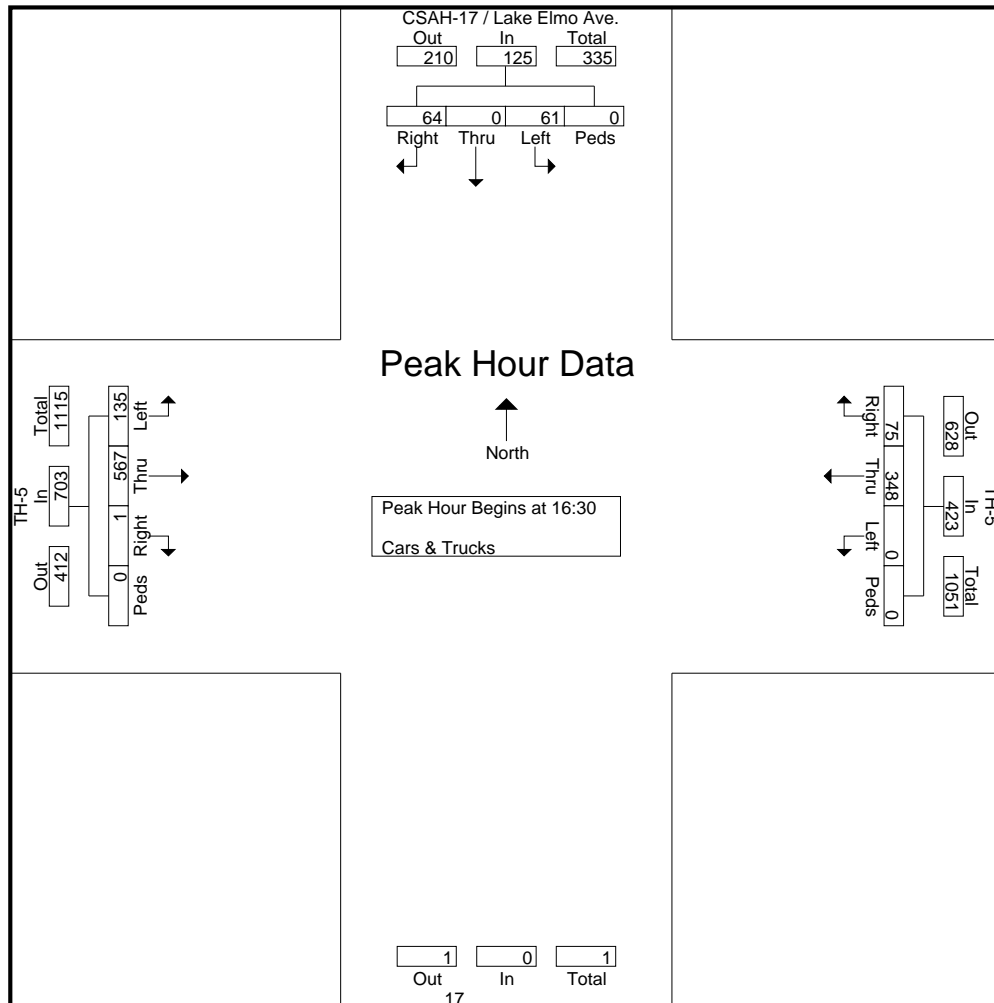 CSAH-17 / Lake Elmo Ave.
Out In Total
210 125 335
64 0 61 0
Right Thru Left Peds
Peak Hour Data
North
Peak Hour Begins at 16:30
Cars & Trucks
TH-5
Total In Out
1115 703 412
135 567 1 0
Left Thru Right Peds
Right Thru Left Peds
75 348 0 0
Out In Total
628 423 1051
TH-5
1 0 1
Out In Total
17